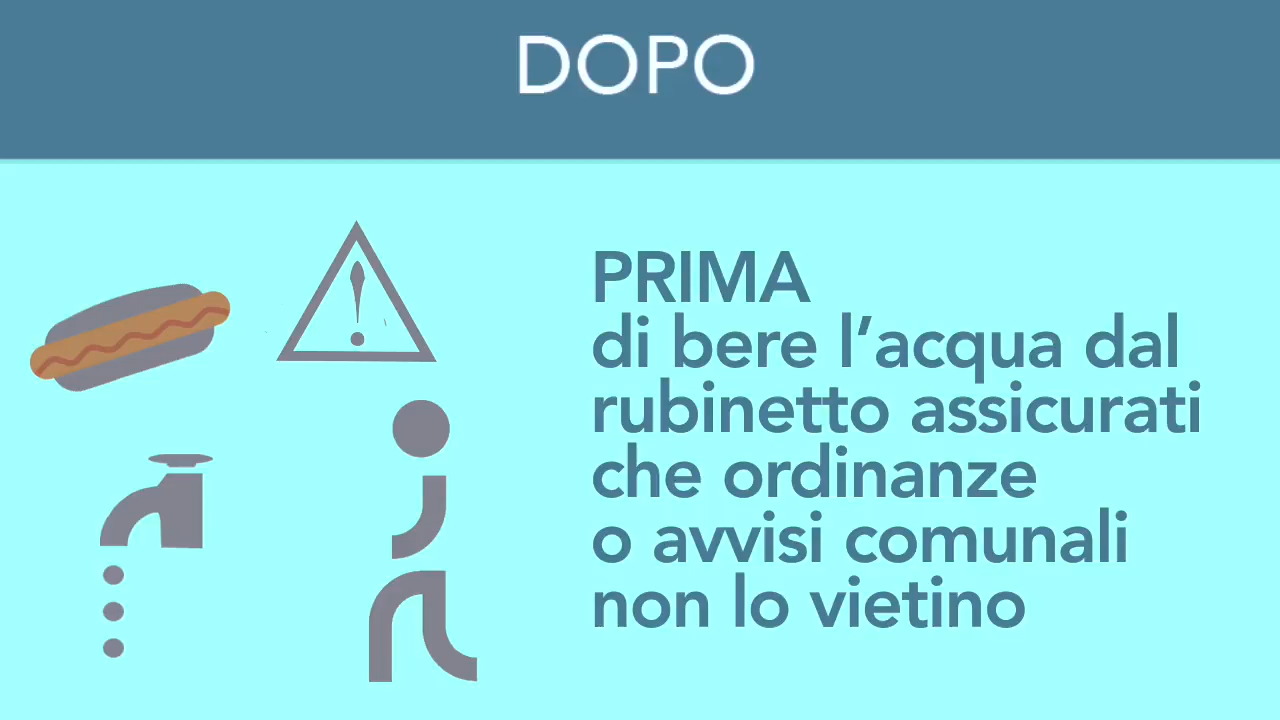 DOPO
PRIMA
di bere l’acqua dal
rubinetto assicurati
che ordinanze
o avvisi comunali
non lo vietino